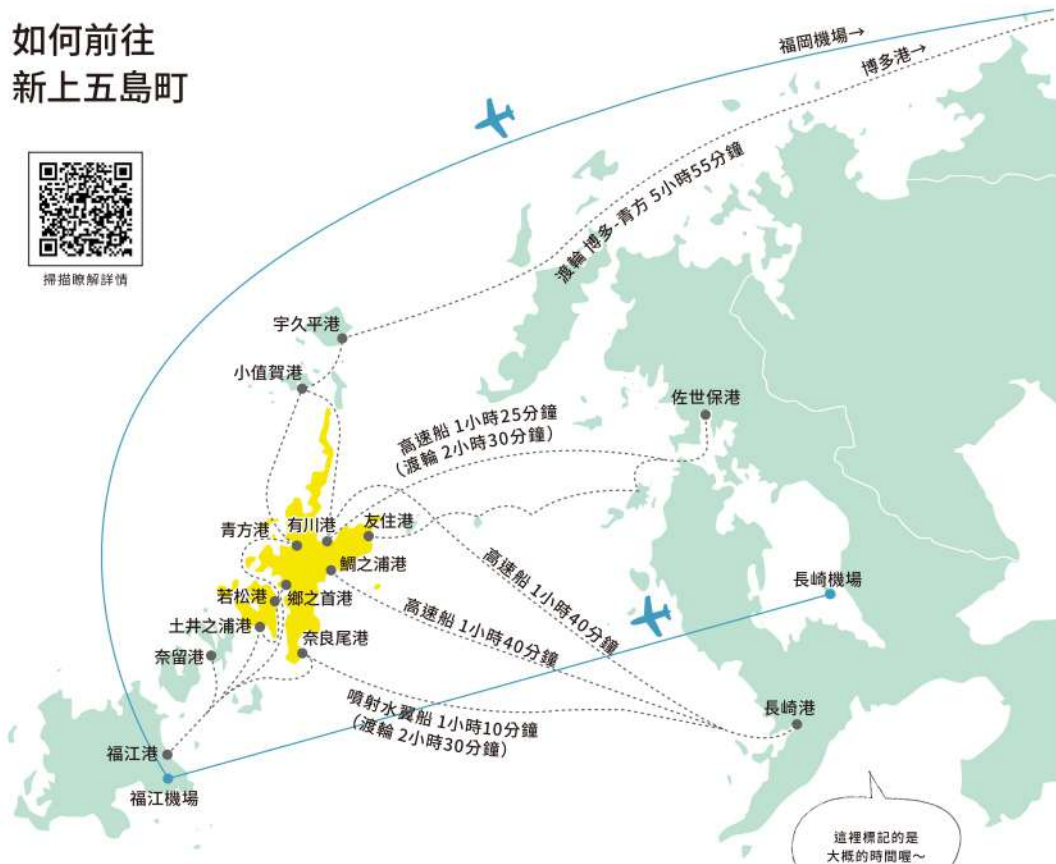 如何前往
新上五島町
掃描瞭解詳情
福岡機場→
博多港→
渡輪 博多-青方 5小時55分鐘
宇久平港
小值賀港
佐世保港
高速船 1小時25分鐘
（渡輪 2小時30分鐘）
青方港
有川港
友住港
鯛之浦港
若松港
鄉之首港
土井之浦港
奈留港
奈良尾港
高速船 1小時40分鐘
高速船 1小時40分鐘
長崎機場
噴射水翼船 1小時10分鐘
（渡輪 2小時30分鐘）
長崎港
福江港
福江機場
這裡標記的是
大概的時間喔～